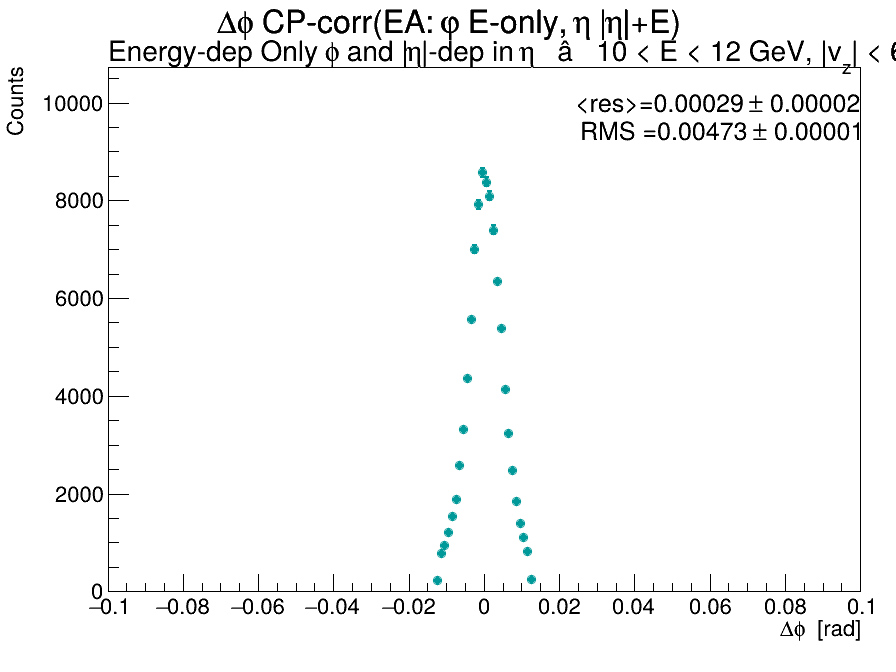 Δϕ CP-corr(EA: φ E-only, η |η|+E)
Energy-dep Only ϕ and |η|-dep in η â 10 < E < 12 GeV, |v_z| < 6
<res>=0.00029 ± 0.00002
RMS =0.00473 ± 0.00001
Counts
10000
8000
6000
4000
2000
0
−0.1 −0.08 −0.06 −0.04 −0.02 0 0.02 0.04 0.06 0.08 0.1
Δϕ [rad]